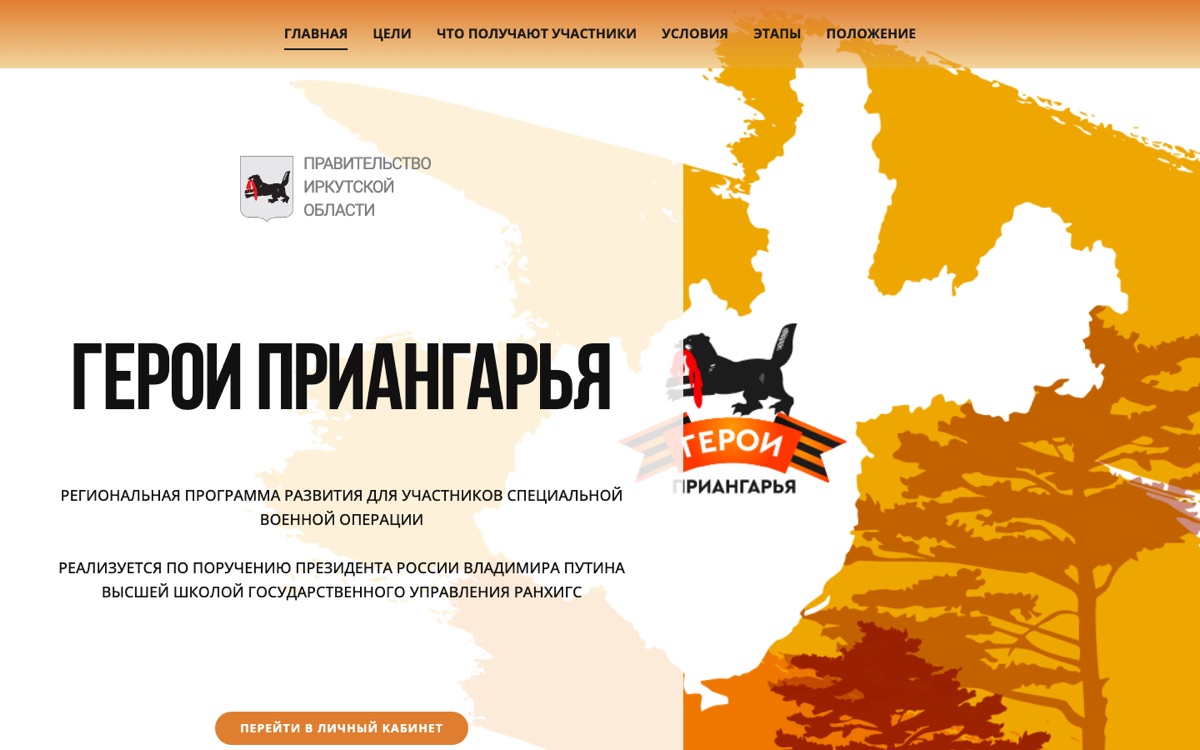 ГЛАВНАЯ ЦЕЛИ ЧТО ПОЛУЧАЮТ УЧАСТНИКИ УСЛОВИЯ ЭТАПЫ ПОЛОЖЕНИЕ
ПРАВИТЕЛЬСТВО
ИРКУТСКОЙ
ОБЛАСТИ
ГЕРОИ ПРИАНГАРЬЯ
ГЕРОИ
ПРИАНГАРЬЯ
РЕГИОНАЛЬНАЯ ПРОГРАММА РАЗВИТИЯ ДЛЯ УЧАСТНИКОВ СПЕЦИАЛЬНОЙ
ВОЕННОЙ ОПЕРАЦИИ
РЕАЛИЗУЕТСЯ ПО ПОРУЧЕНИЮ ПРЕЗИДЕНТА РОССИИ ВЛАДИМИРА ПУТИНА
ВЫСШЕЙ ШКОЛОЙ ГОСУДАРСТВЕННОГО УПРАВЛЕНИЯ РАНХИГС
ПЕРЕЙТИ В ЛИЧНЫЙ КАБИНЕТ